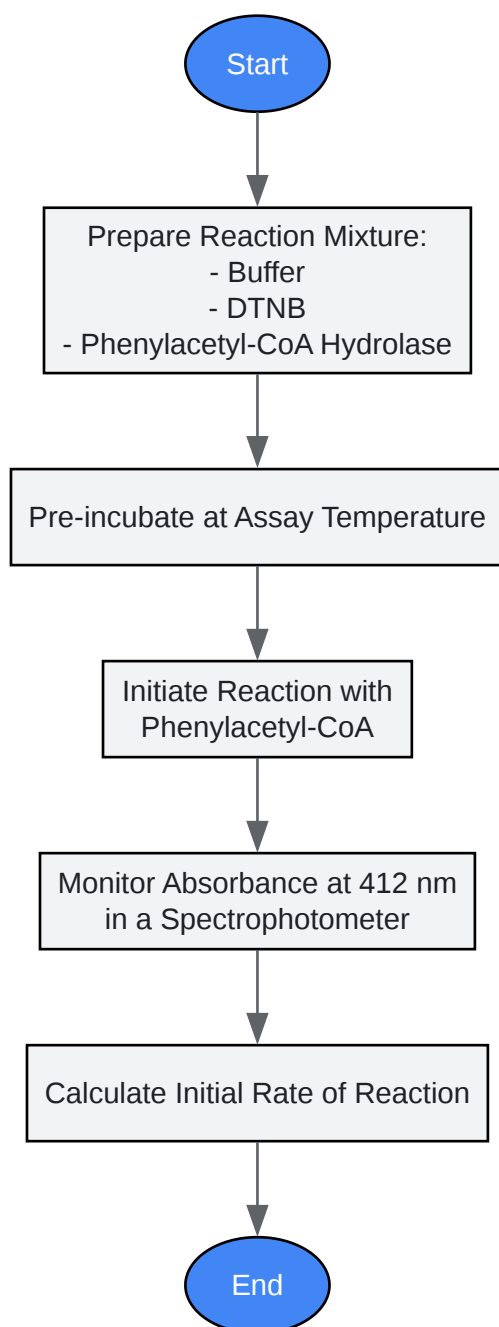 Start
Prepare Reaction Mixture:
- Buffer
- DTNB
- Phenylacetyl-CoA Hydrolase
Pre-incubate at Assay Temperature
Initiate Reaction with
Phenylacetyl-CoA
Monitor Absorbance at 412 nm
in a Spectrophotometer
Calculate Initial Rate of Reaction
End